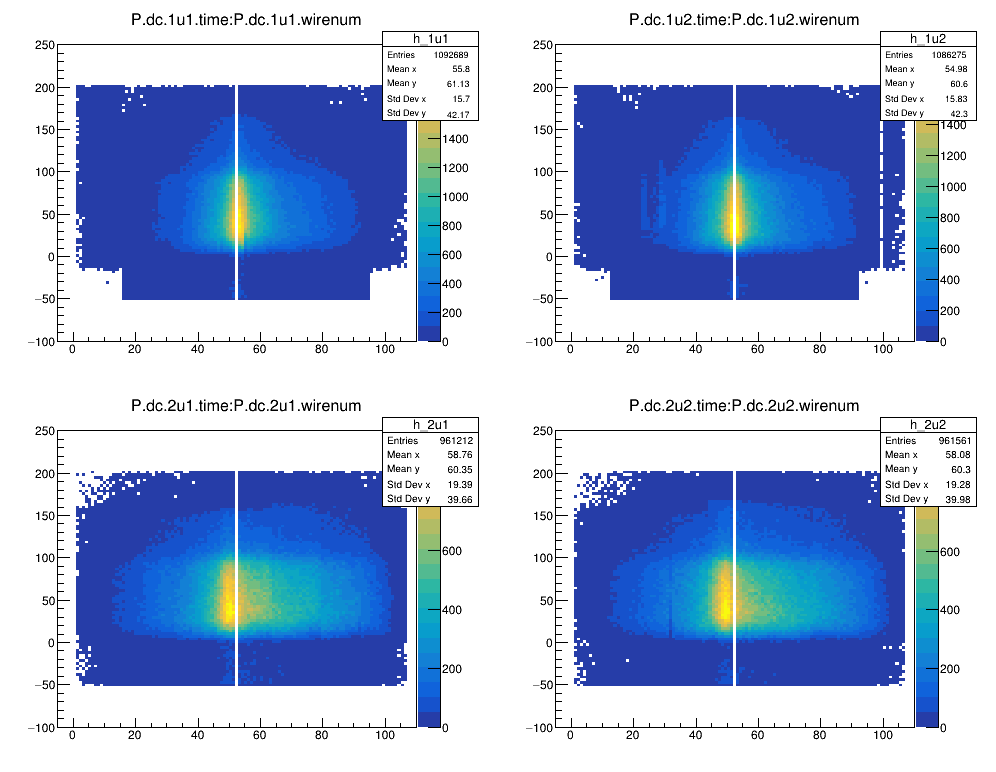 P.dc.1u1.time:P.dc.1u1.wirenum
h_1u1
Entries 1092689
Mean x 55.8
Mean y 61.13
Std Dev x 15.7
Std Dev y 42.17
250
200
150
100
50
0
−50
−100
0 20 40 60 80 100
1400
1200
1000
800
600
400
200
0
P.dc.1u2.time:P.dc.1u2.wirenum
h_1u2
Entries 1086275
Mean x 54.98
Mean y 60.6
Std Dev x 15.83
Std Dev y 42.3
250
200
150
100
50
0
−50
−100
0 20 40 60 80 100
1400
1200
1000
800
600
400
200
0
P.dc.2u1.time:P.dc.2u1.wirenum
h_2u1
Entries 961212
Mean x 58.76
Mean y 60.35
Std Dev x 19.39
Std Dev y 39.66
250
200
150
100
50
0
−50
−100
0 20 40 60 80 100
600
400
200
0
P.dc.2u2.time:P.dc.2u2.wirenum
h_2u2
Entries 961561
Mean x 58.08
Mean y 60.3
Std Dev x 19.28
Std Dev y 39.98
250
200
150
100
50
0
−50
−100
0 20 40 60 80 100
600
400
200
0